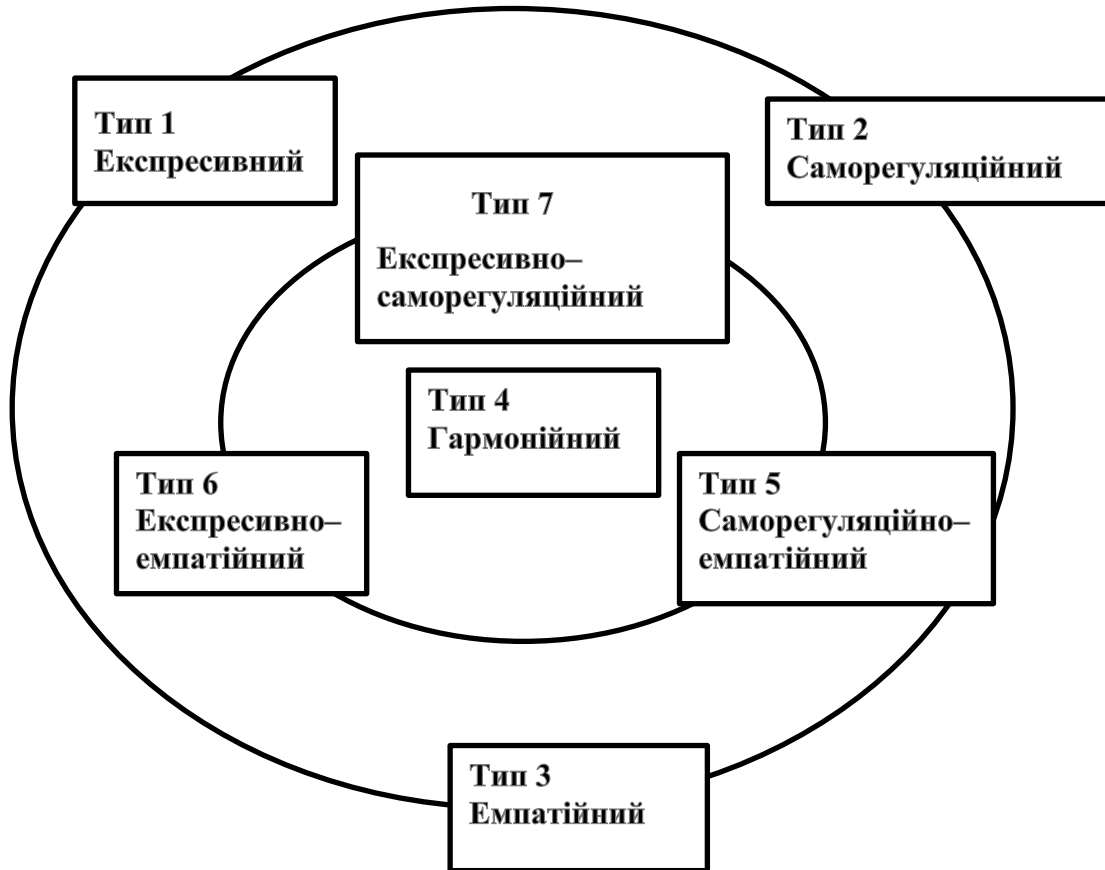 Тип 1
Експресивний
Тип 2
Саморегуляційний
Тип 7
Експресивно–
саморегуляційний
Тип 4
Гармонійний
Тип 6
Експресивно–
емпатійний
Тип 5
Саморегуляційно–
емпатійний
Тип 3
Емпатійний